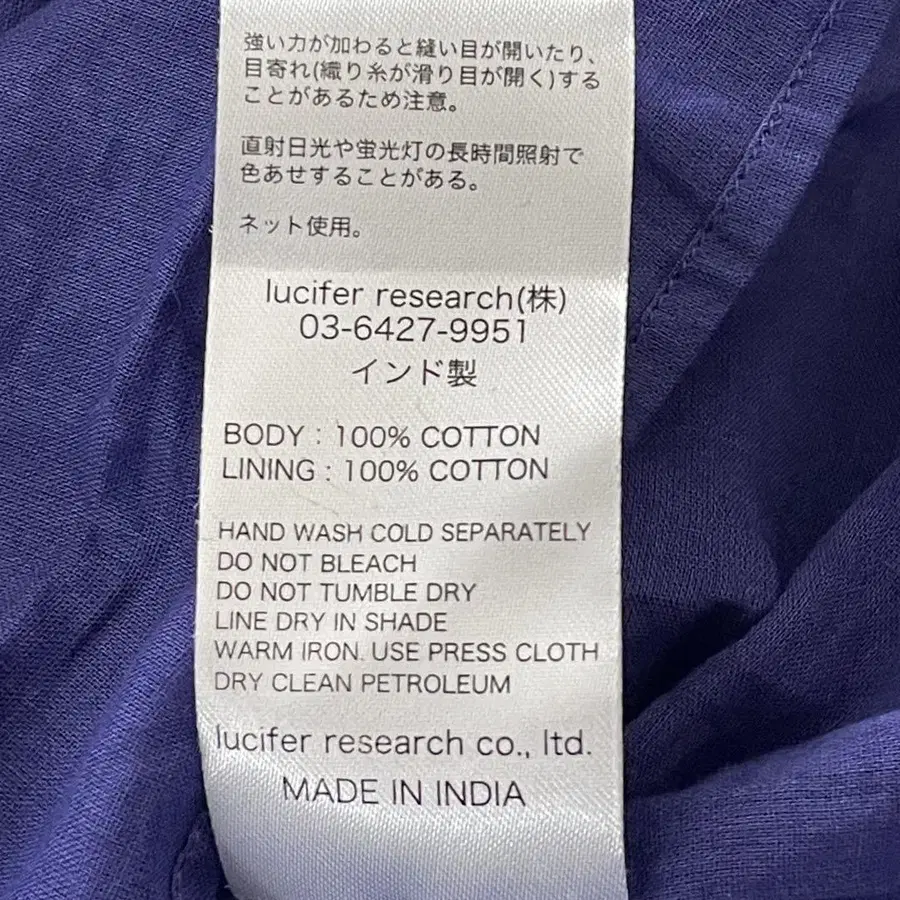 強い力が加わると縫い目が開いたり、
目寄れ(織り糸が滑り目が開く)する
ことがあるため注意。
直射日光や蛍光灯の長時間照射で
色あせすることがある。
ネット使用。
lucifer research(株)
03-6427-9951
インド製
BODY : 100% COTTON
LINING : 100% COTTON
HAND WASH COLD SEPARATELY
DO NOT BLEACH
DO NOT TUMBLE DRY
LINE DRY IN SHADE
WARM IRON. USE PRESS CLOTH
DRY CLEAN PETROLEUM
lucifer research co., ltd.
MADE IN INDIA